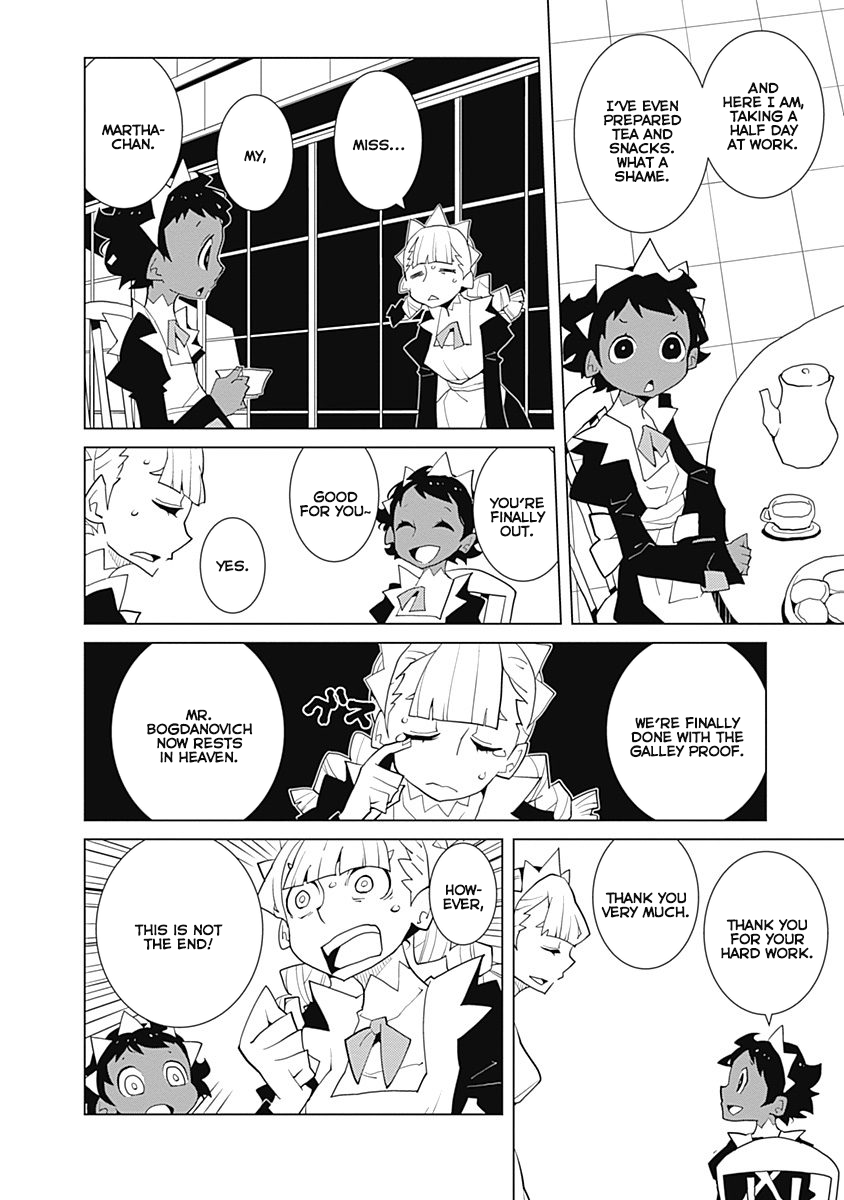 AND
HERE I AM,
TAKING A
HALF DAY
AT WORK.
I'VE EVEN
PREPARED
TEA AND
SNACKS.
WHAT A
SHAME.
MISS...
MY,
MARTHA-
CHAN.
YOU'RE
FINALLY
OUT.
GOOD
FOR YOU~
YES.
WE'RE FINALLY
DONE WITH THE
GALLEY PROOF.
グズ
MR.
BOGDANOVICH
NOW RESTS
IN HEAVEN.
THANK YOU
FOR YOUR
HARD WORK.
THANK YOU
VERY MUCH.
HOW-
EVER,
THIS IS NOT
THE END!